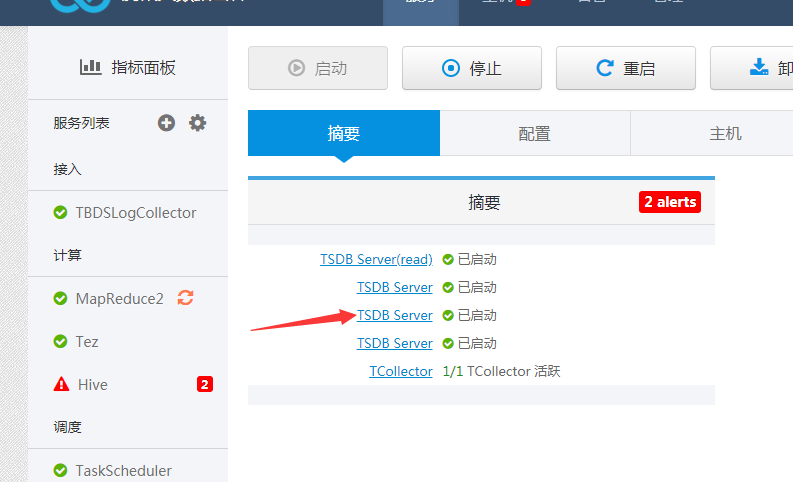 指标面板
服务列表
接入
TBDSLogCollector
计算
MapReduce2
Tez
Hive 2
调度
TaskScheduler
启动 停止 重启
摘要 配置 主机
摘要 2 alerts
TSDB Server(read) 已启动
TSDB Server 已启动
TSDB Server 已启动
TSDB Server 已启动
TCollector 1/1 TCollector 活跃